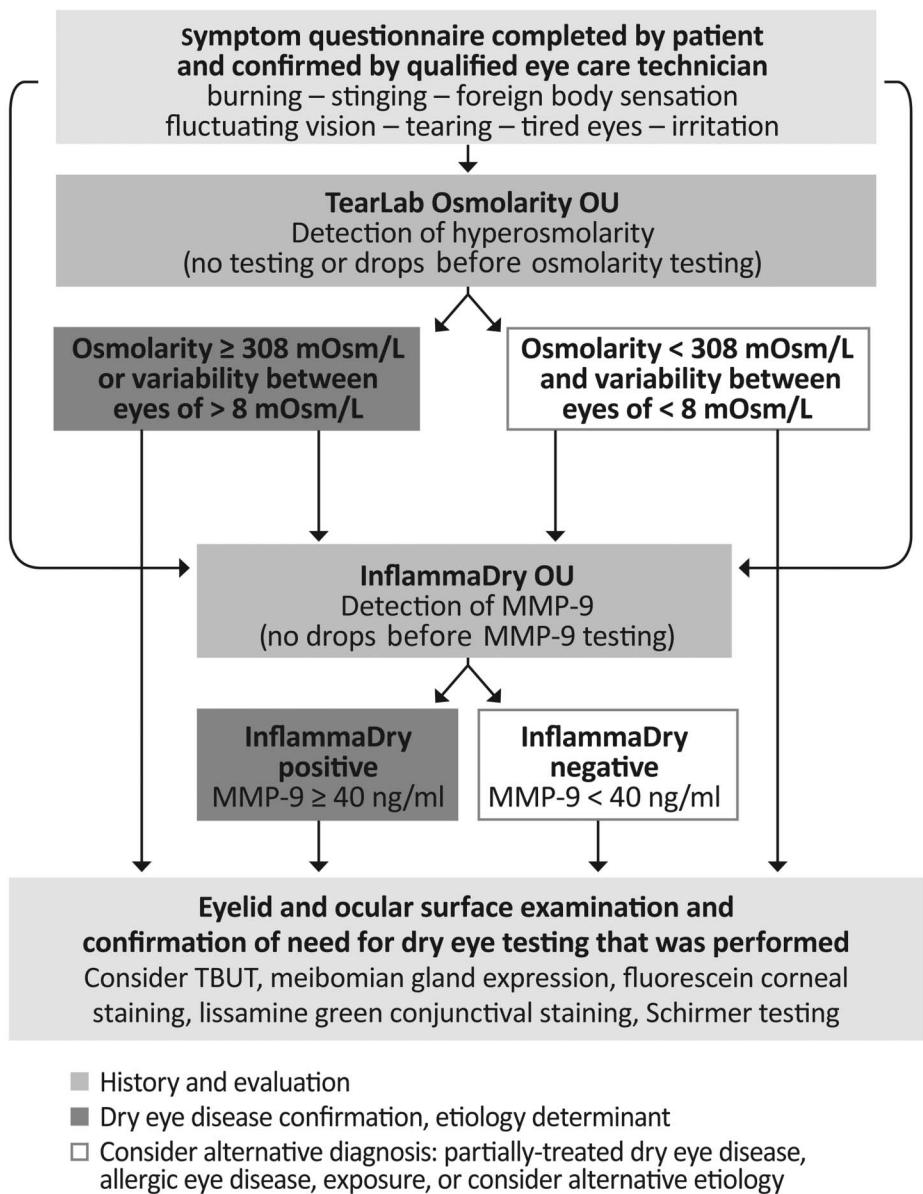 Symptom questionnaire completed by patient
and confirmed by qualified eye care technician
burning – stinging – foreign body sensation
fluctuating vision – tearing – tired eyes – irritation
TearLab Osmolarity OU
Detection of hyperosmolarity
(no testing or drops before osmolarity testing)
Osmolarity ≥ 308 mOsm/L
or variability between
eyes of > 8 mOsm/L
Osmolarity < 308 mOsm/L
and variability between
eyes of < 8 mOsm/L
InflammaDry OU
Detection of MMP-9
(no drops before MMP-9 testing)
InflammaDry
positive
MMP-9 ≥ 40 ng/ml
InflammaDry
negative
MMP-9 < 40 ng/ml
Eyelid and ocular surface examination and
confirmation of need for dry eye testing that was performed
Consider TBUT, meibomian gland expression, fluorescein corneal
staining, lissamine green conjunctival staining, Schirmer testing
History and evaluation
Dry eye disease confirmation, etiology determinant
Consider alternative diagnosis: partially-treated dry eye disease,
allergic eye disease, exposure, or consider alternative etiology